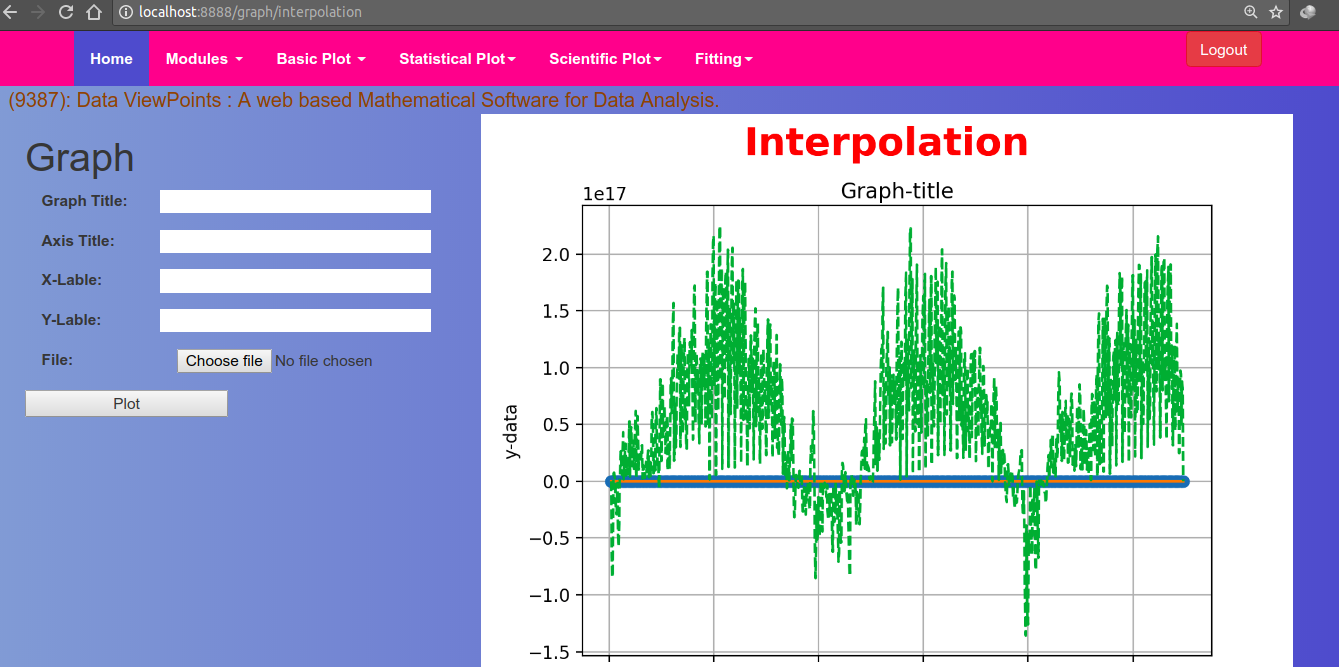 localhost:8888/graph/interpolation
Home Modules Basic Plot Statistical Plot Scientific Plot Fitting Logout
(9387): Data ViewPoints : A web based Mathematical Software for Data Analysis.
Graph
Graph Title:
Axis Title:
X-Lable:
Y-Lable:
File: Choose file No file chosen
Plot
Interpolation
Graph-title
1e17
2.0
1.5
1.0
0.5
0.0
−0.5
−1.0
−1.5
y-data